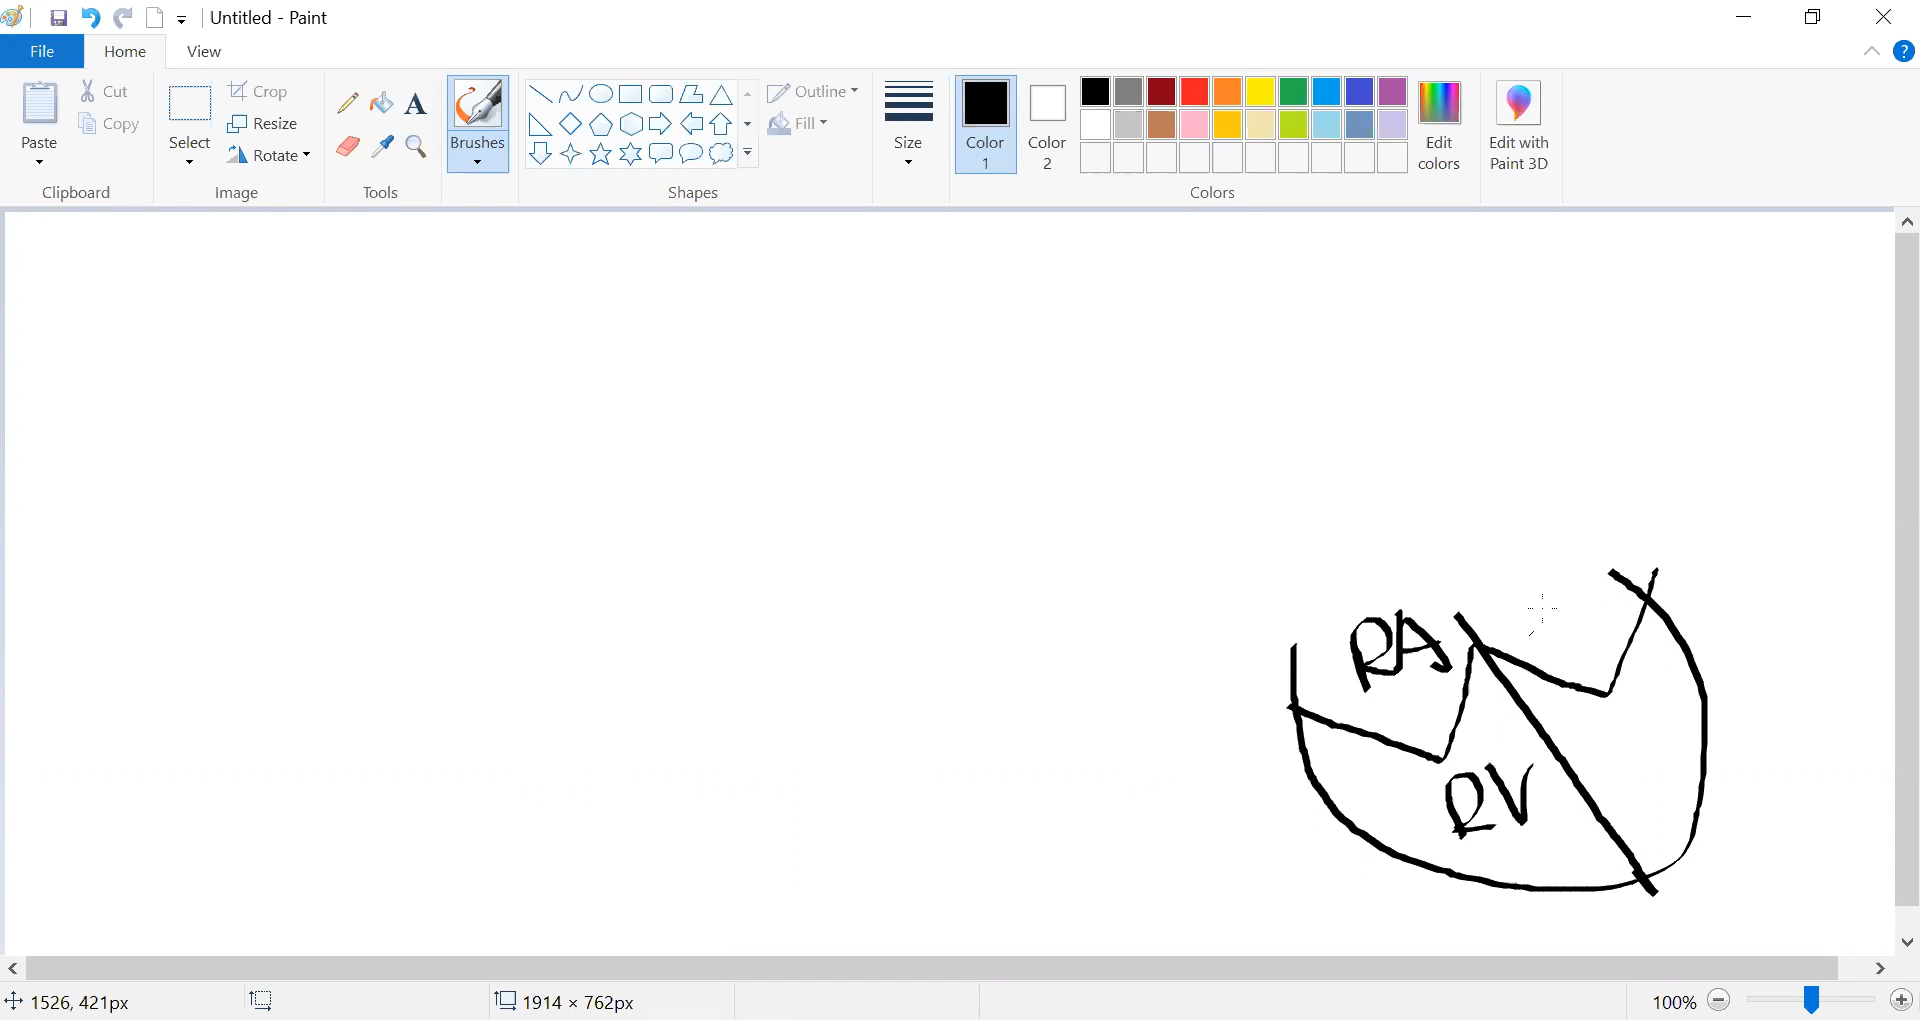 Untitled - Paint
File Home View
Paste
Cut
Copy
Clipboard
Select
Crop
Resize
Rotate
Image
A
Tools
Brushes
Shapes
Outline
Fill
Size
Color
1
Color
2
Colors
Edit
colors
Edit with
Paint 3D
?
RA
RV
1526, 421px
1914 × 762px
100%